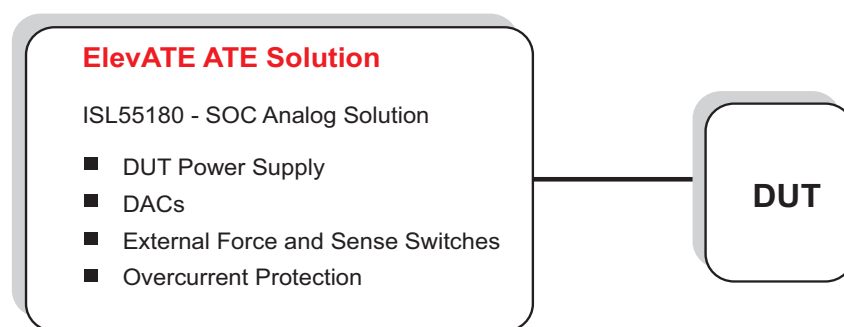 ElevATE ATE Solution
ISL55180 - SOC Analog Solution
DUT Power Supply
DACs
External Force and Sense Switches
Overcurrent Protection
DUT